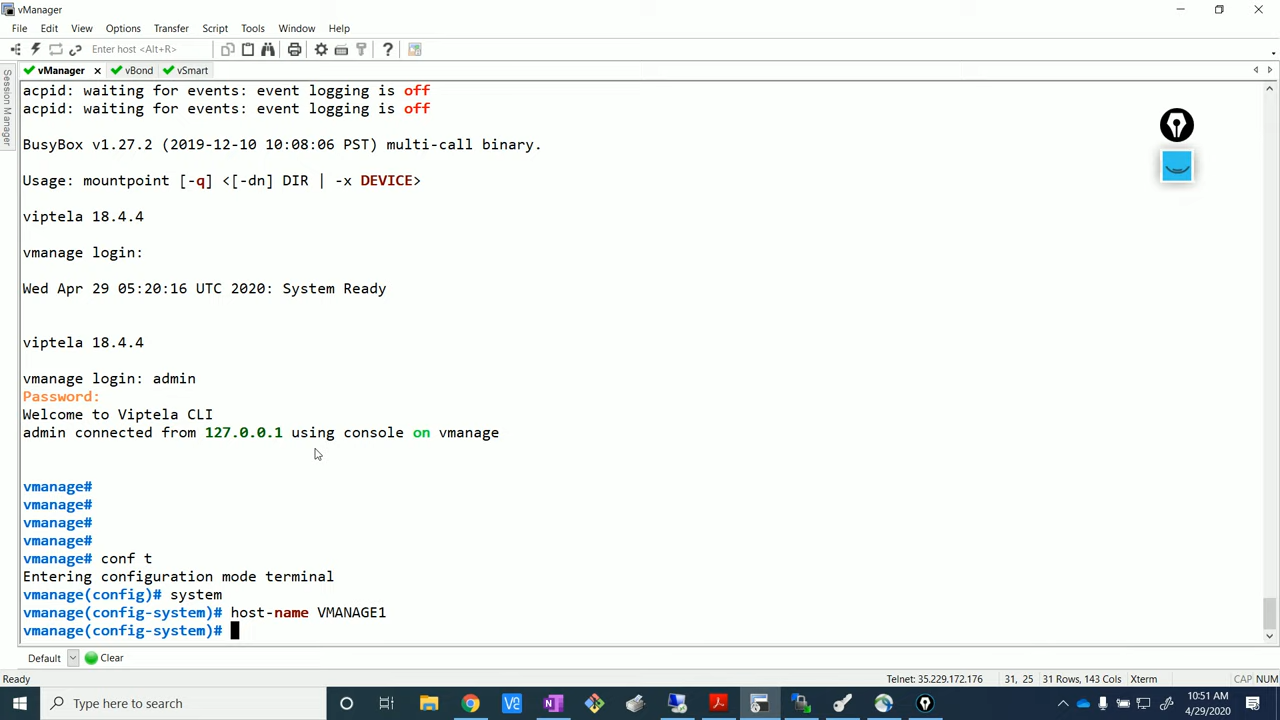 vManager
File Edit View Options Transfer Script Tools Window Help
Enter host <Alt+R>
Session Manager
vManager vBond vSmart
acpid: waiting for events: event logging is off
acpid: waiting for events: event logging is off
BusyBox v1.27.2 (2019-12-10 10:08:06 PST) multi-call binary.
Usage: mountpoint [-q] <[-dn] DIR | -x DEVICE>
viptela 18.4.4
vmanage login:
Wed Apr 29 05:20:16 UTC 2020: System Ready
viptela 18.4.4
vmanage login: admin
Password:
Welcome to Viptela CLI
admin connected from 127.0.0.1 using console on vmanage
vmanage#
vmanage#
vmanage#
vmanage#
vmanage# conf t
Entering configuration mode terminal
vmanage(config)# system
vmanage(config-system)# host-name VMANAGE1
vmanage(config-system)#
Default Clear
Ready Telnet: 35.229.172.176 31, 25 31 Rows, 143 Cols Xterm CAP NUM
Type here to search
10:51 AM
4/29/2020